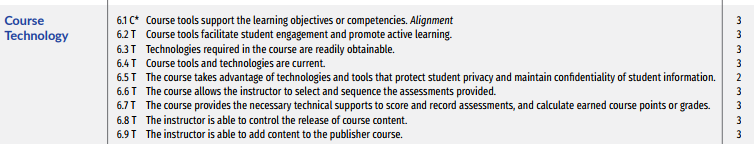 Course Technology
6.1 C* Course tools support the learning objectives or competencies. Alignment 3
6.2 T Course tools facilitate student engagement and promote active learning. 3
6.3 T Technologies required in the course are readily obtainable. 3
6.4 T Course tools and technologies are current. 3
6.5 T The course takes advantage of technologies and tools that protect student privacy and maintain confidentiality of student information. 2
6.6 T The course allows the instructor to select and sequence the assessments provided. 3
6.7 T The course provides the necessary technical supports to score and record assessments, and calculate earned course points or grades. 3
6.8 T The instructor is able to control the release of course content. 3
6.9 T The instructor is able to add content to the publisher course. 3